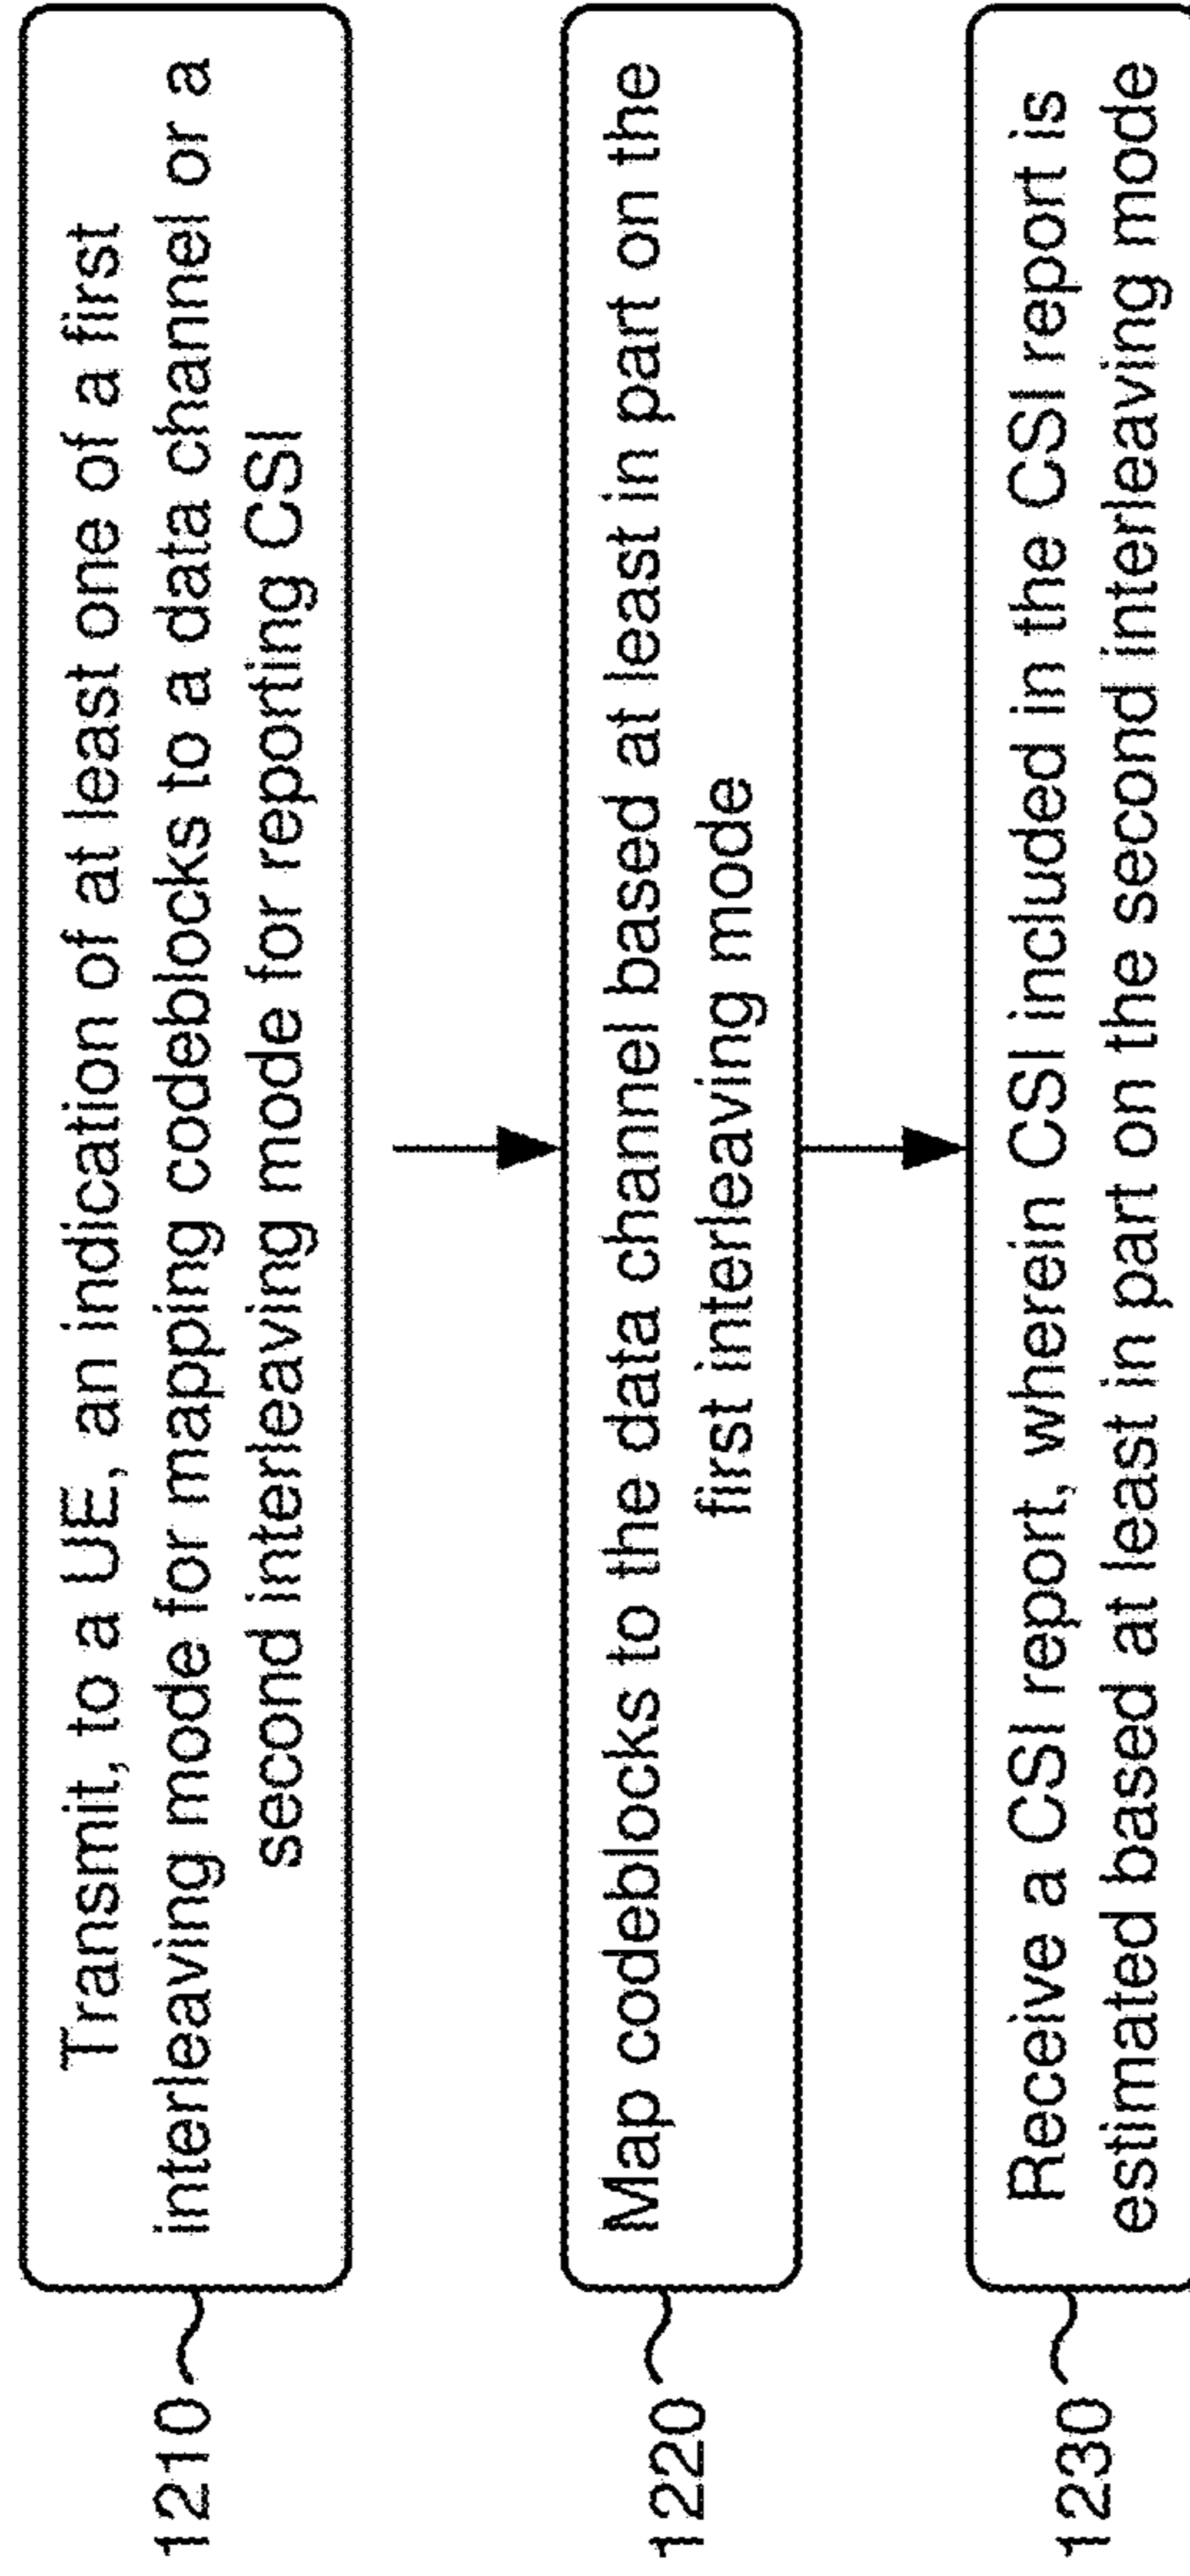 1210
Transmit, to a UE, an indication of at least one of a first
interleaving mode for mapping codeblocks to a data channel or a
second interleaving mode for reporting CSI
1220
Map codeblocks to the data channel based at least in part on the
first interleaving mode
1230
Receive a CSI report, wherein CSI included in the CSI report is
estimated based at least in part on the second interleaving mode